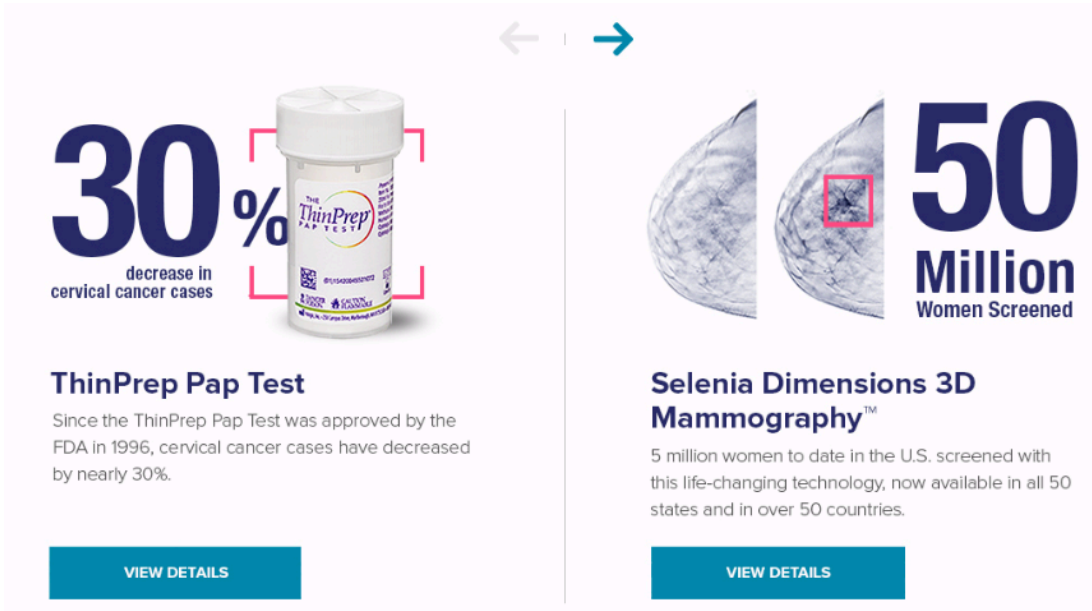 30%
decrease in
cervical cancer cases
THE
ThinPrep
PAP TEST
ThinPrep Pap Test
Since the ThinPrep Pap Test was approved by the
FDA in 1996, cervical cancer cases have decreased
by nearly 30%.
VIEW DETAILS
50
Million
Women Screened
Selenia Dimensions 3D
Mammography™
5 million women to date in the U.S. screened with
this life-changing technology, now available in all 50
states and in over 50 countries.
VIEW DETAILS